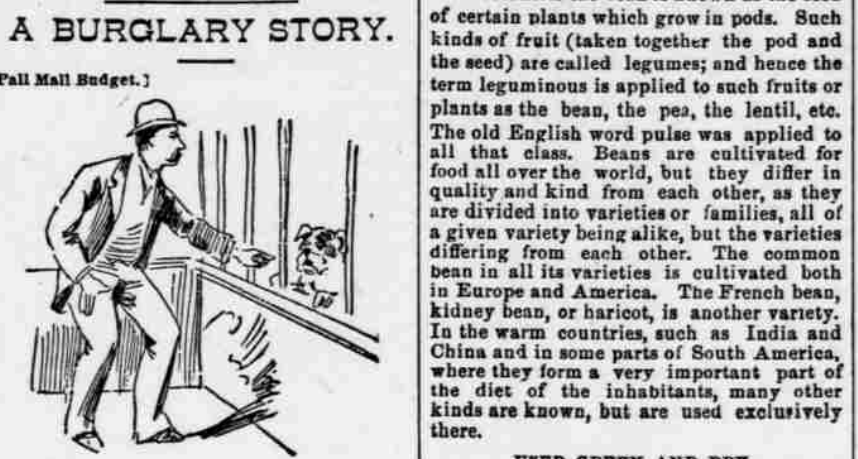 A BURGLARY STORY.
Pall Mall Budget.]
of certain plants which grow in pods. Such
kinds of fruit (taken together the pod and
the seed) are called legumes; and hence the
term leguminous is applied to such fruits or
plants as the bean, the pea, the lentil, etc.
The old English word pulse was applied to
all that class. Beans are cultivated for
food all over the world, but they differ in
quality and kind from each other, as they
are divided into varieties or families, all of
a given variety being alike, but the varieties
differing from each other. The common
bean in all its varieties is cultivated both
in Europe and America. The French bean,
kidney bean, or haricot, is another variety.
In the warm countries, such as India and
China and in some parts of South America,
where they form a very important part of
the diet of the inhabitants, many other
kinds are known, but are used exclusively
there.
USED GREEN AND DRY